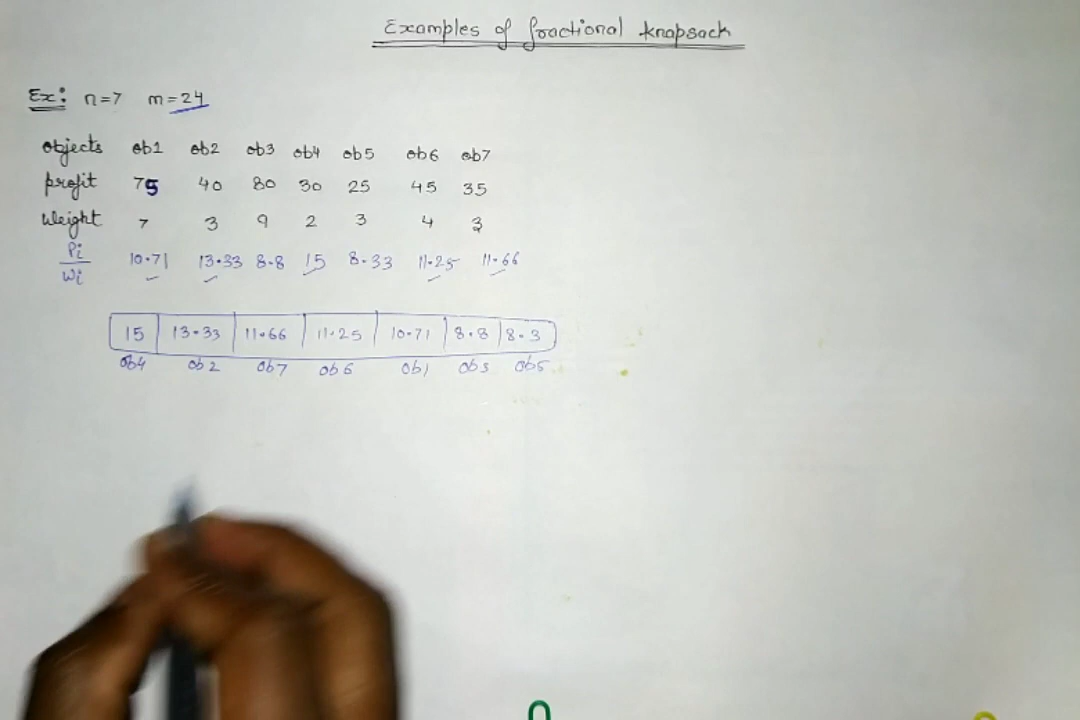 Examples of fractional knapsack
Ex: n=7 m=24
objects ob1 ob2 ob3 ob4 ob5 ob6 ob7
profit 75 40 80 30 25 45 35
Weight 7 3 9 2 3 4 3
Pi/Wi 10.71 13.33 8.8 15 8.33 11.25 11.66
15 13.33 11.66 11.25 10.71 8.8 8.3
ob4 ob2 ob7 ob6 ob1 ob3 ob5